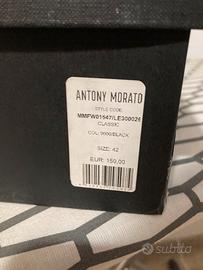 ANTONY MORATO
STYLE CODE:
MMFW01547/LE300026
CLASSIC
COL: 9000/BLACK
SIZE: 42
EUR: 159,00
subito